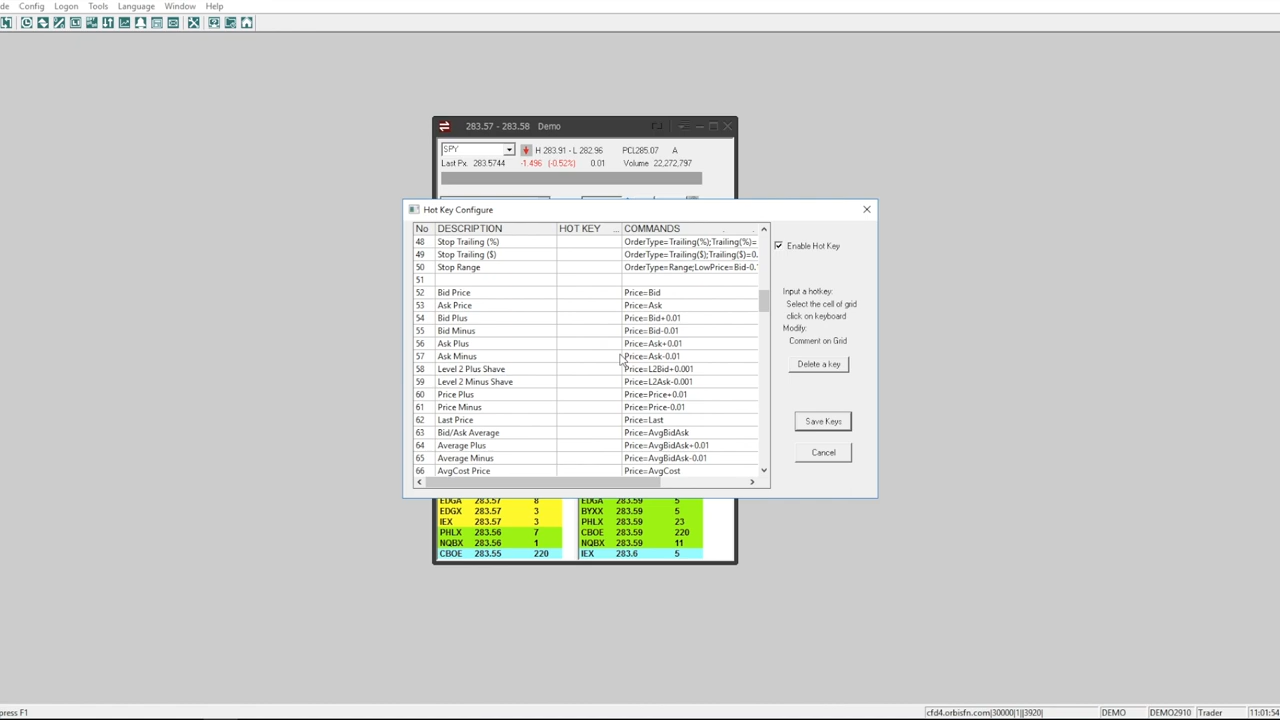 de Config Logon Tools Language Window Help
283.57 - 283.58 Demo
SPY H 283.91 - L 282.96 PCL285.07 A
Last Px. 283.5744 -1.496 (-0.52%) 0.01 Volume 22,272,797
Hot Key Configure
No DESCRIPTION HOT KEY ... COMMANDS
48 Stop Trailing (%) OrderType=Trailing(%);Trailing(%)=
49 Stop Trailing ($) OrderType=Trailing($);Trailing($)=0.
50 Stop Range OrderType=Range;LowPrice=Bid-0.
51
52 Bid Price Price=Bid
53 Ask Price Price=Ask
54 Bid Plus Price=Bid+0.01
55 Bid Minus Price=Bid-0.01
56 Ask Plus Price=Ask+0.01
57 Ask Minus Price=Ask-0.01
58 Level 2 Plus Shave Price=L2Bid+0.001
59 Level 2 Minus Shave Price=L2Ask-0.001
60 Price Plus Price=Price+0.01
61 Price Minus Price=Price-0.01
62 Last Price Price=Last
63 Bid/Ask Average Price=AvgBidAsk
64 Average Plus Price=AvgBidAsk+0.01
65 Average Minus Price=AvgBidAsk-0.01
66 AvgCost Price Price=AvgCost
Enable Hot Key
Input a hotkey:
Select the cell of grid
click on keyboard
Modify:
Comment on Grid
Delete a key
Save Keys
Cancel
EDGA 283.57 8 EDGA 283.59 5
EDGX 283.57 3 BYXX 283.59 5
IEX 283.57 3 PHLX 283.59 23
PHLX 283.56 7 CBOE 283.59 220
NQBX 283.56 1 NQBX 283.59 11
CBOE 283.55 220 IEX 283.6 5
press F1 cfd4.orbisfn.com|30000|1||3920| DEMO DEMO2910 Trader 11:01:54